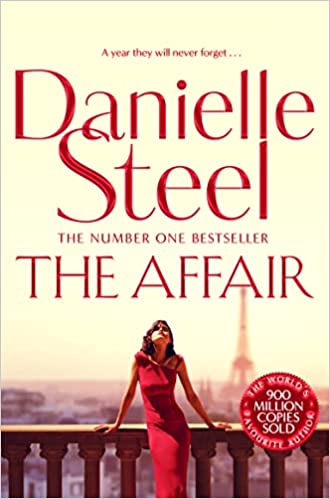 A year they will never forget . . .
Danielle
Steel
THE NUMBER ONE BESTSELLER
THE AFFAIR
THE WORLD'S
900
MILLION
COPIES
SOLD
FAVOURITE AUTHOR